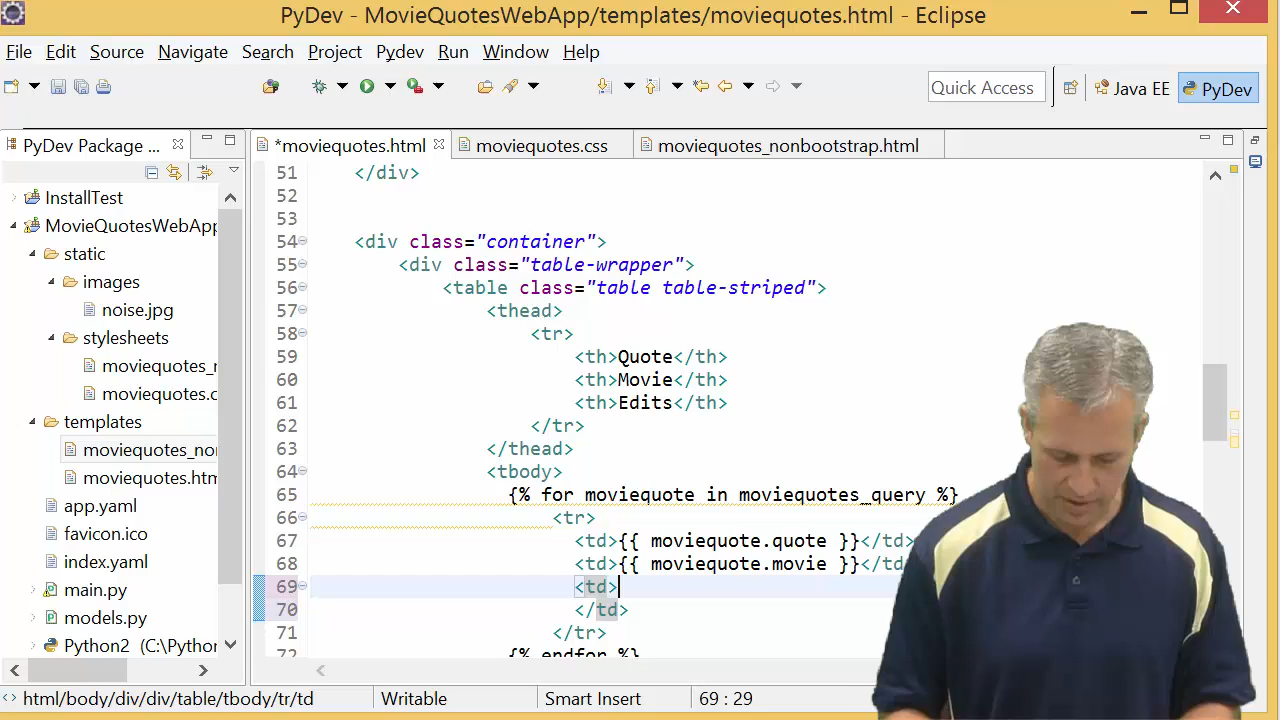 PyDev - MovieQuotesWebApp/templates/moviequotes.html - Eclipse
File Edit Source Navigate Search Project Pydev Run Window Help
Quick Access Java EE PyDev
PyDev Package ... *moviequotes.html moviequotes.css moviequotes_nonbootstrap.html
InstallTest
MovieQuotesWebApp
static
images
noise.jpg
stylesheets
moviequotes_r
moviequotes.c
templates
moviequotes_nor
moviequotes.htm
app.yaml
favicon.ico
index.yaml
main.py
models.py
Python2 (C:\Python
51 </div>
52
53
54 <div class="container">
55 <div class="table-wrapper">
56 <table class="table table-striped">
57 <thead>
58 <tr>
59 <th>Quote</th>
60 <th>Movie</th>
61 <th>Edits</th>
62 </tr>
63 </thead>
64 <tbody>
65 {% for moviequote in moviequotes_query %}
66 <tr>
67 <td>{{ moviequote.quote }}</td>
68 <td>{{ moviequote.movie }}</td
69 <td>
70 </td>
71 </tr>
72 {% endfor %}
html/body/div/div/table/tbody/tr/td Writable Smart Insert 69 : 29